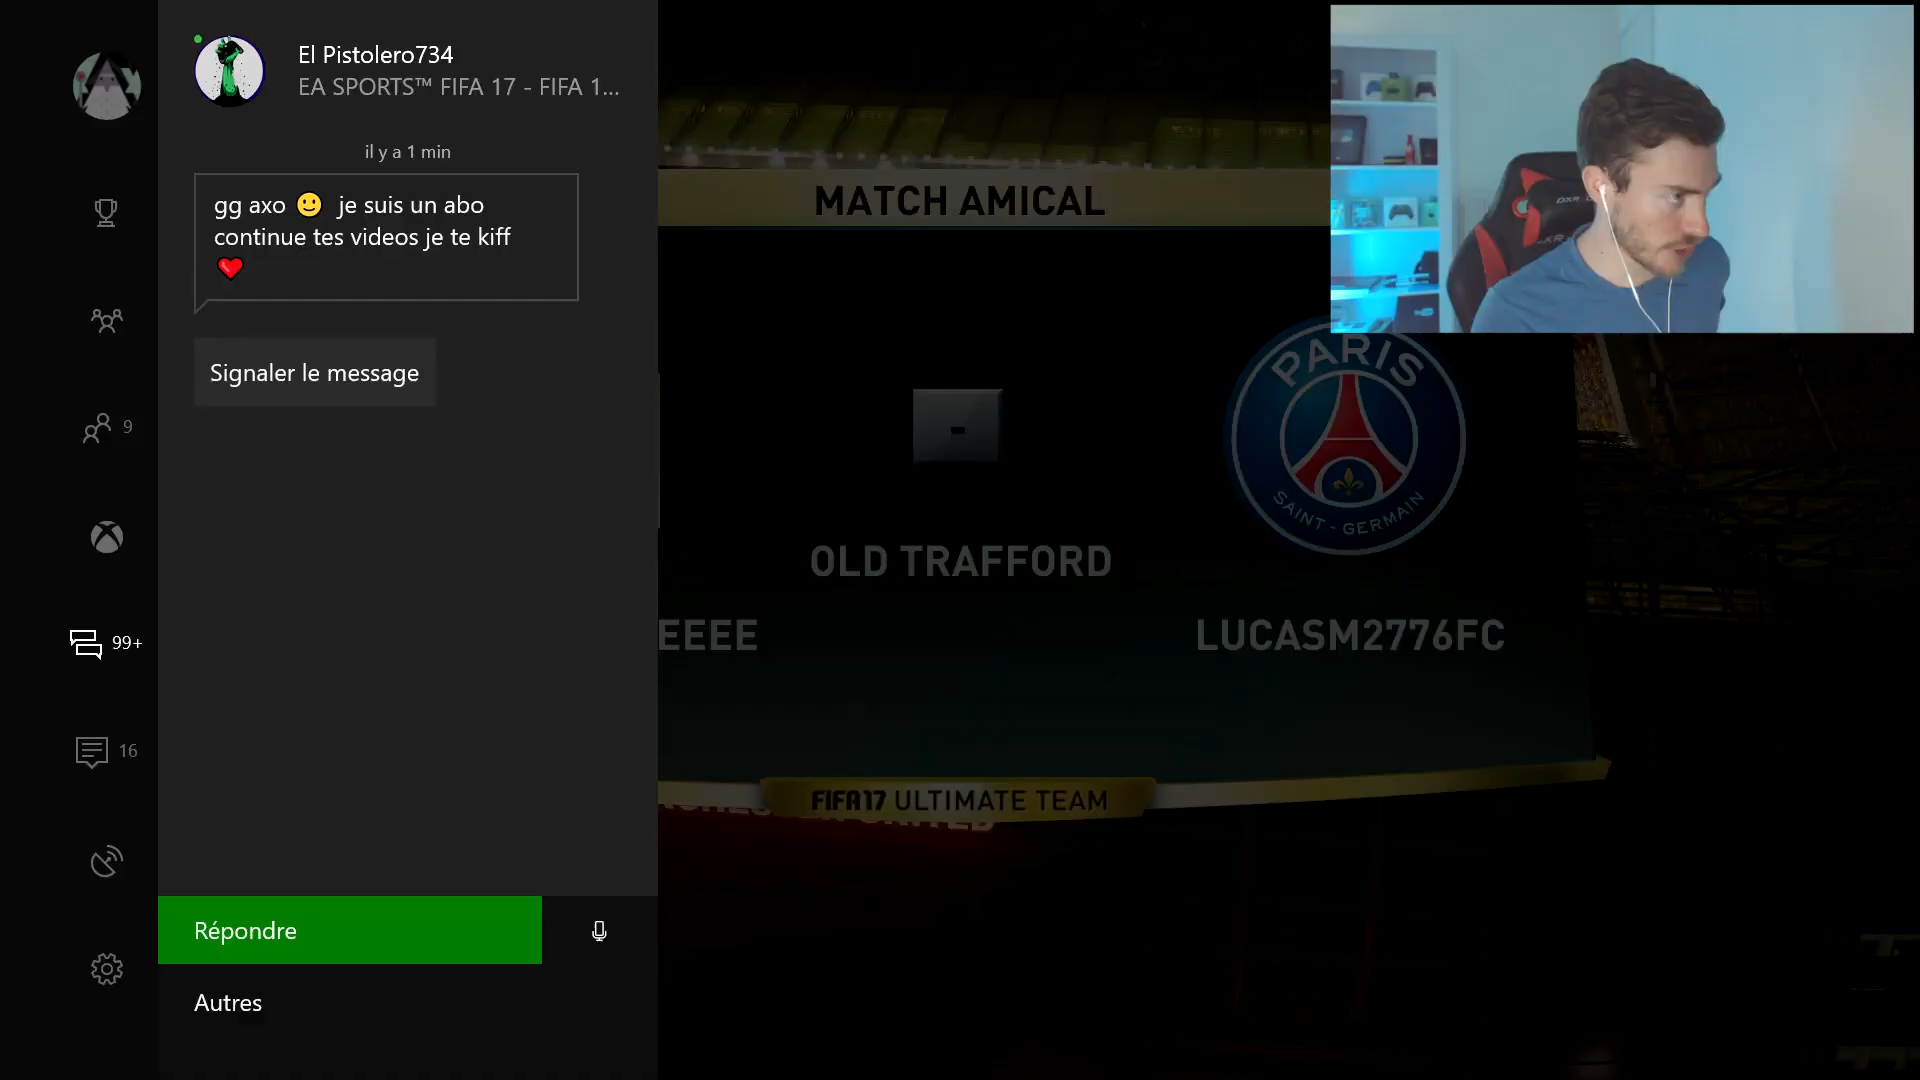 El Pistolero734
EA SPORTS™ FIFA 17 - FIFA 1...
il y a 1 min
gg axo 🙂 je suis un abo
continue tes videos je te kiff
❤
Signaler le message
9
99+
16
Répondre
Autres
MATCH AMICAL
-
OLD TRAFFORD
PARIS
SAINT-GERMAIN
EEEE
LUCASM2776FC
FIFA17 ULTIMATE TEAM